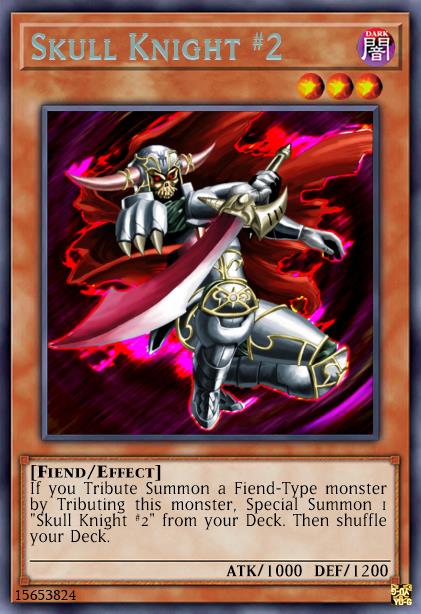 SKULL KNIGHT #2
DARK
闇
[FIEND/EFFECT]
If you Tribute Summon a Fiend-Type monster
by Tributing this monster, Special Summon 1
"Skull Knight #2" from your Deck. Then shuffle
your Deck.
ATK/1000 DEF/1200
15653824